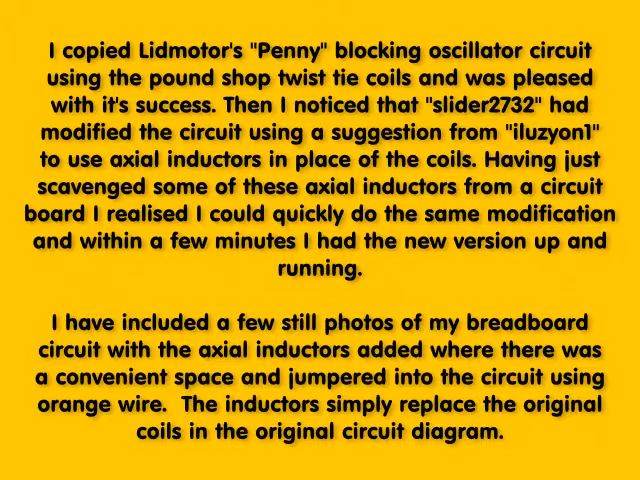 I copied Lidmotor's "Penny" blocking oscillator circuit
using the pound shop twist tie coils and was pleased
with it's success. Then I noticed that "slider2732" had
modified the circuit using a suggestion from "iluzyon1"
to use axial inductors in place of the coils. Having just
scavenged some of these axial inductors from a circuit
board I realised I could quickly do the same modification
and within a few minutes I had the new version up and
running.
I have included a few still photos of my breadboard
circuit with the axial inductors added where there was
a convenient space and jumpered into the circuit using
orange wire.  The inductors simply replace the original
coils in the original circuit diagram.